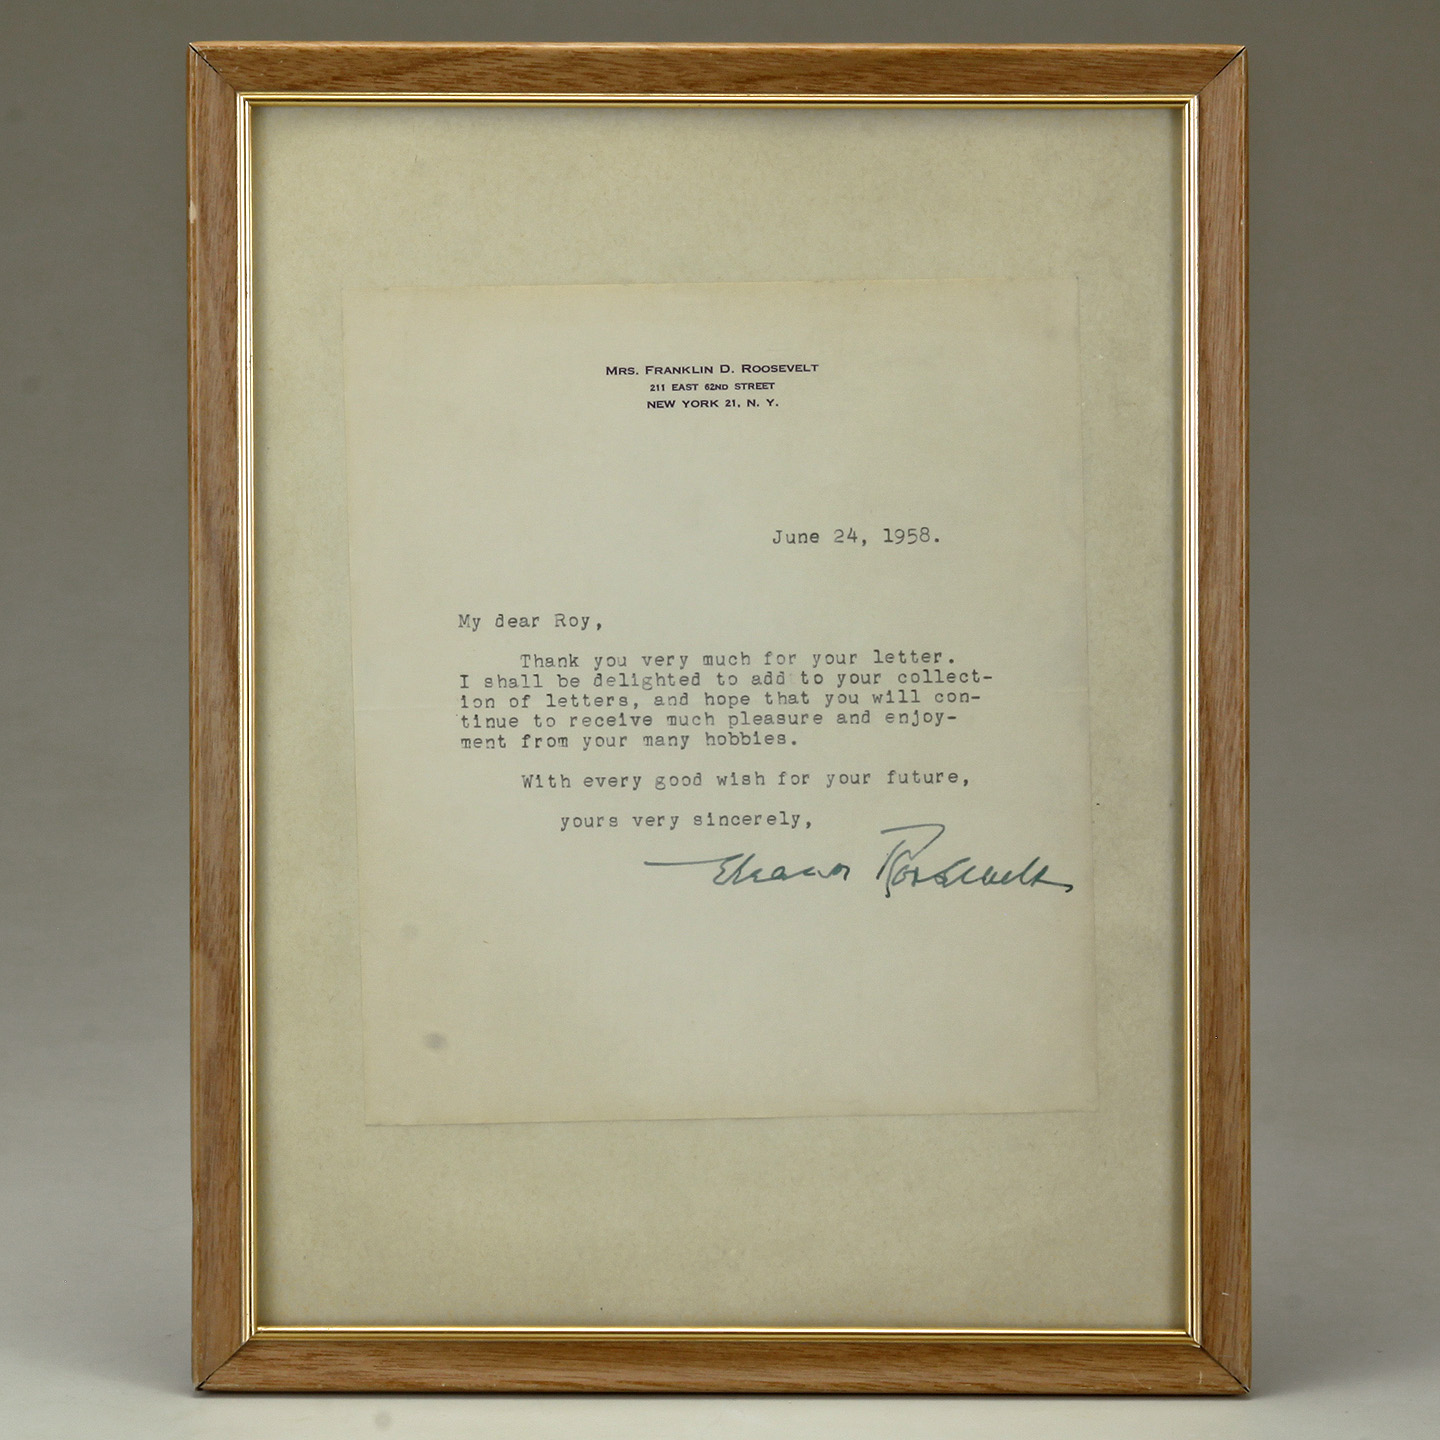 MRS. FRANKLIN D. ROOSEVELT
211 EAST 62ND STREET
NEW YORK 21, N. Y.
June 24, 1958.
My dear Roy,
Thank you very much for your letter.
I shall be delighted to add to your collect-
ion of letters, and hope that you will con-
tinue to receive much pleasure and enjoy-
ment from your many hobbies.
With every good wish for your future,
yours very sincerely,
Eleanor Roosevelt